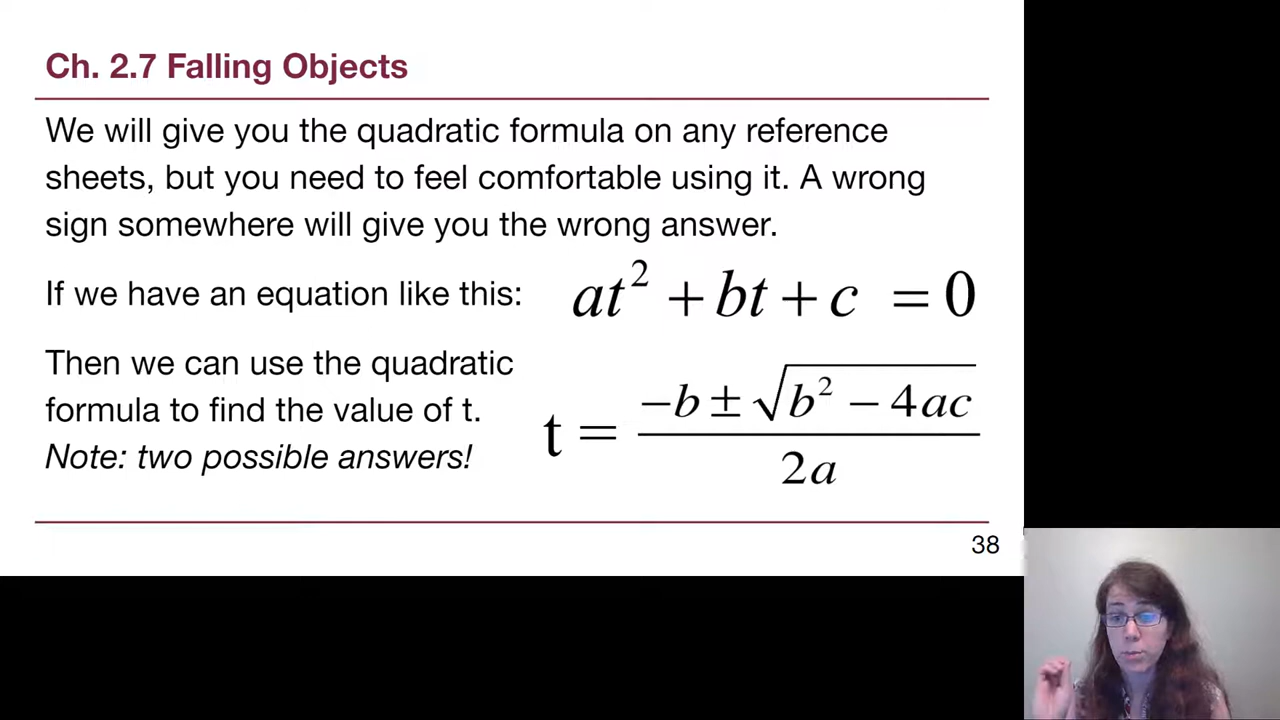 Ch. 2.7 Falling Objects
We will give you the quadratic formula on any reference
sheets, but you need to feel comfortable using it. A wrong
sign somewhere will give you the wrong answer.
If we have an equation like this: at² + bt + c = 0
Then we can use the quadratic
formula to find the value of t.
Note: two possible answers!
t = (−b ± √(b² − 4ac)) / 2a
38